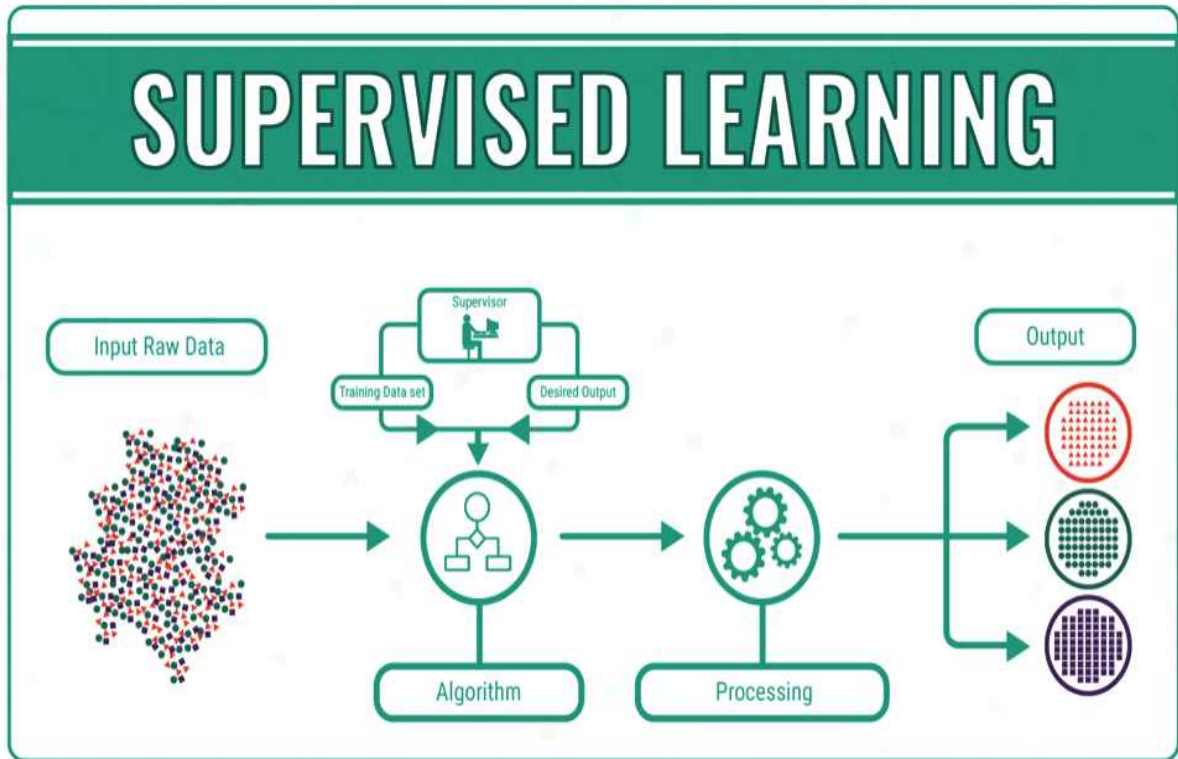 SUPERVISED LEARNING
Input Raw Data
Supervisor
Training Data set
Desired Output
Algorithm
Processing
Output